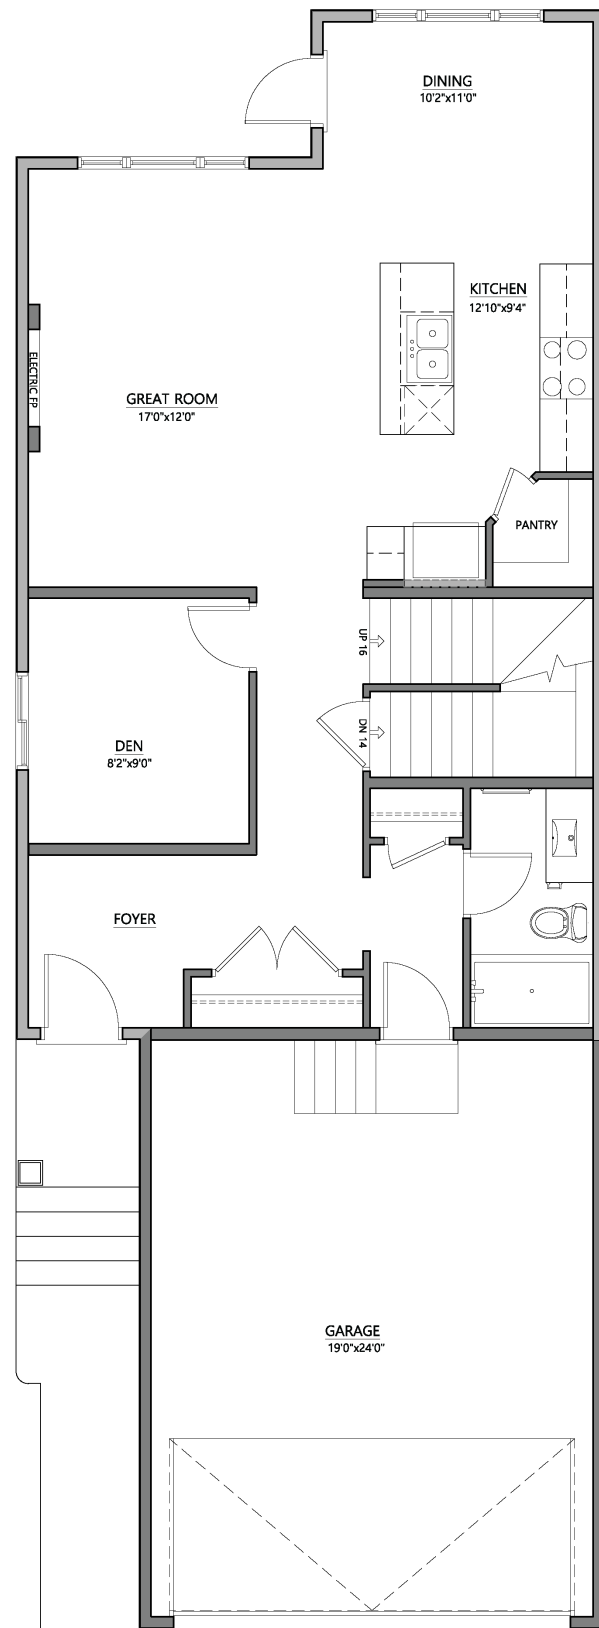 DINING
10'2"x11'0"
KITCHEN
12'10"x9'4"
ELECTRIC FP
GREAT ROOM
17'0"x12'0"
PANTRY
UP 16
DN 14
DEN
8'2"x9'0"
FOYER
GARAGE
19'0"x24'0"